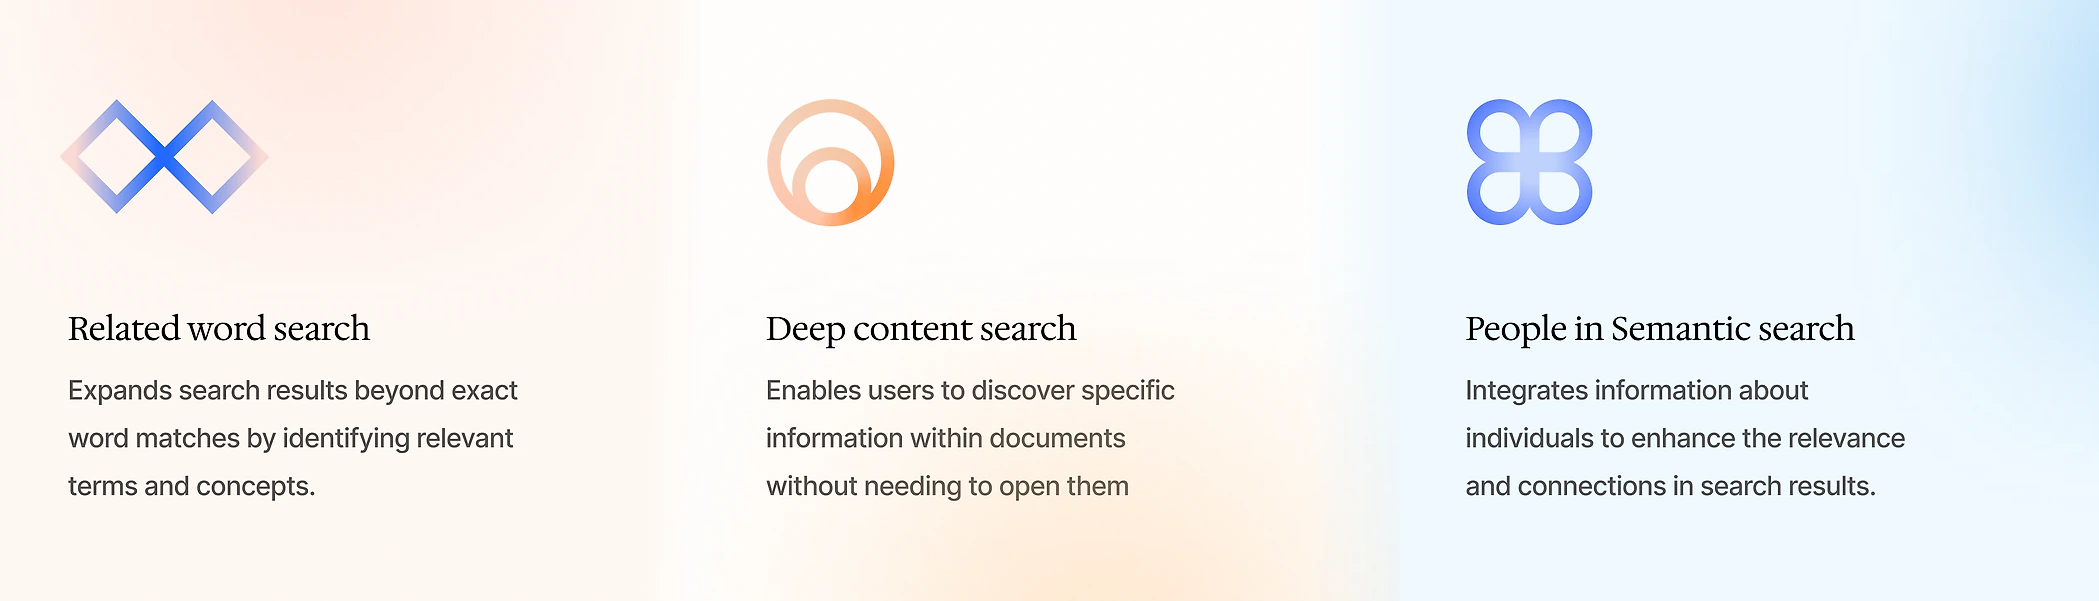 Related word search
Expands search results beyond exact
word matches by identifying relevant
terms and concepts.
Deep content search
Enables users to discover specific
information within documents
without needing to open them
People in Semantic search
Integrates information about
individuals to enhance the relevance
and connections in search results.